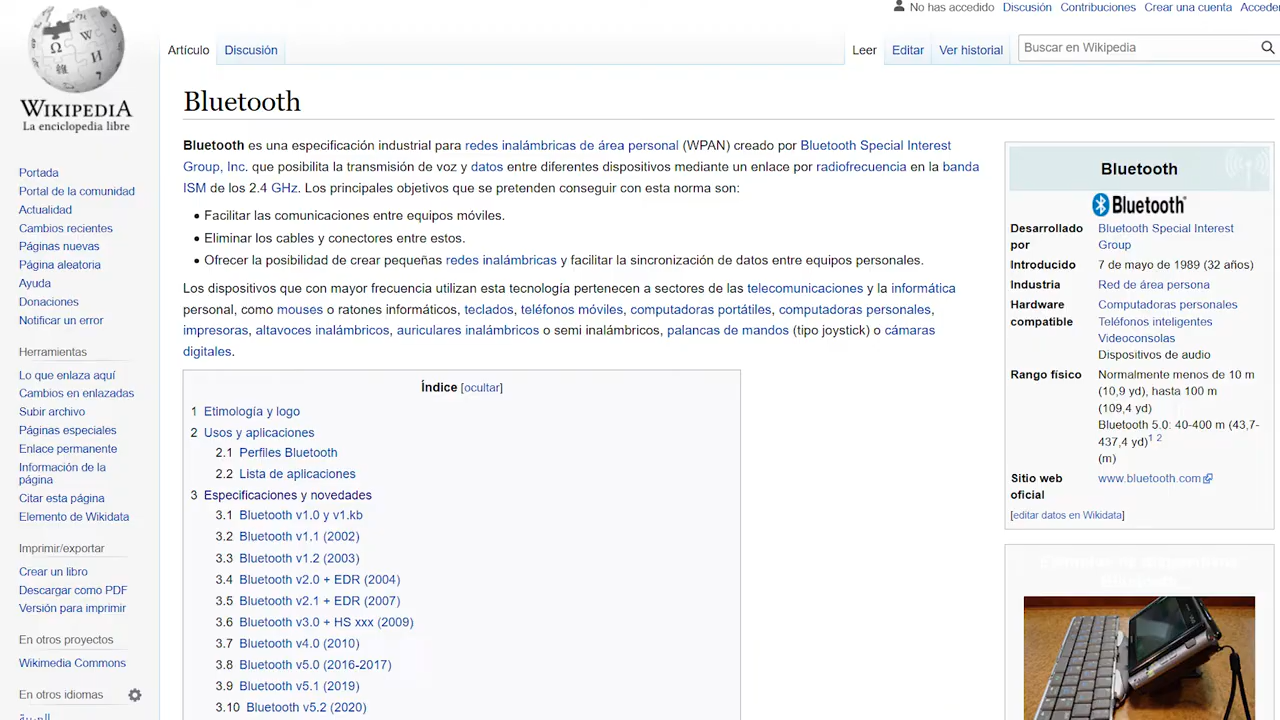 No has accedido Discusión Contribuciones Crear una cuenta Acceder
Artículo Discusión Leer Editar Ver historial Buscar en Wikipedia
WIKIPEDIA
La enciclopedia libre
Portada
Portal de la comunidad
Actualidad
Cambios recientes
Páginas nuevas
Página aleatoria
Ayuda
Donaciones
Notificar un error
Herramientas
Lo que enlaza aquí
Cambios en enlazadas
Subir archivo
Páginas especiales
Enlace permanente
Información de la
página
Citar esta página
Elemento de Wikidata
Imprimir/exportar
Crear un libro
Descargar como PDF
Versión para imprimir
En otros proyectos
Wikimedia Commons
En otros idiomas
Bluetooth
Bluetooth es una especificación industrial para redes inalámbricas de área personal (WPAN) creado por Bluetooth Special Interest
Group, Inc. que posibilita la transmisión de voz y datos entre diferentes dispositivos mediante un enlace por radiofrecuencia en la banda
ISM de los 2.4 GHz. Los principales objetivos que se pretenden conseguir con esta norma son:
• Facilitar las comunicaciones entre equipos móviles.
• Eliminar los cables y conectores entre estos.
• Ofrecer la posibilidad de crear pequeñas redes inalámbricas y facilitar la sincronización de datos entre equipos personales.
Los dispositivos que con mayor frecuencia utilizan esta tecnología pertenecen a sectores de las telecomunicaciones y la informática
personal, como mouses o ratones informáticos, teclados, teléfonos móviles, computadoras portátiles, computadoras personales,
impresoras, altavoces inalámbricos, auriculares inalámbricos o semi inalámbricos, palancas de mandos (tipo joystick) o cámaras
digitales.
Índice [ocultar]
1 Etimología y logo
2 Usos y aplicaciones
2.1 Perfiles Bluetooth
2.2 Lista de aplicaciones
3 Especificaciones y novedades
3.1 Bluetooth v1.0 y v1.kb
3.2 Bluetooth v1.1 (2002)
3.3 Bluetooth v1.2 (2003)
3.4 Bluetooth v2.0 + EDR (2004)
3.5 Bluetooth v2.1 + EDR (2007)
3.6 Bluetooth v3.0 + HS xxx (2009)
3.7 Bluetooth v4.0 (2010)
3.8 Bluetooth v5.0 (2016-2017)
3.9 Bluetooth v5.1 (2019)
3.10 Bluetooth v5.2 (2020)
Bluetooth
Bluetooth
Desarrollado Bluetooth Special Interest
por Group
Introducido 7 de mayo de 1989 (32 años)
Industria Red de área persona
Hardware Computadoras personales
compatible Teléfonos inteligentes
Videoconsolas
Dispositivos de audio
Rango físico Normalmente menos de 10 m
(10,9 yd), hasta 100 m
(109,4 yd)
Bluetooth 5.0: 40-400 m (43,7-
437,4 yd)1 2
(m)
Sitio web www.bluetooth.com
oficial
[editar datos en Wikidata]